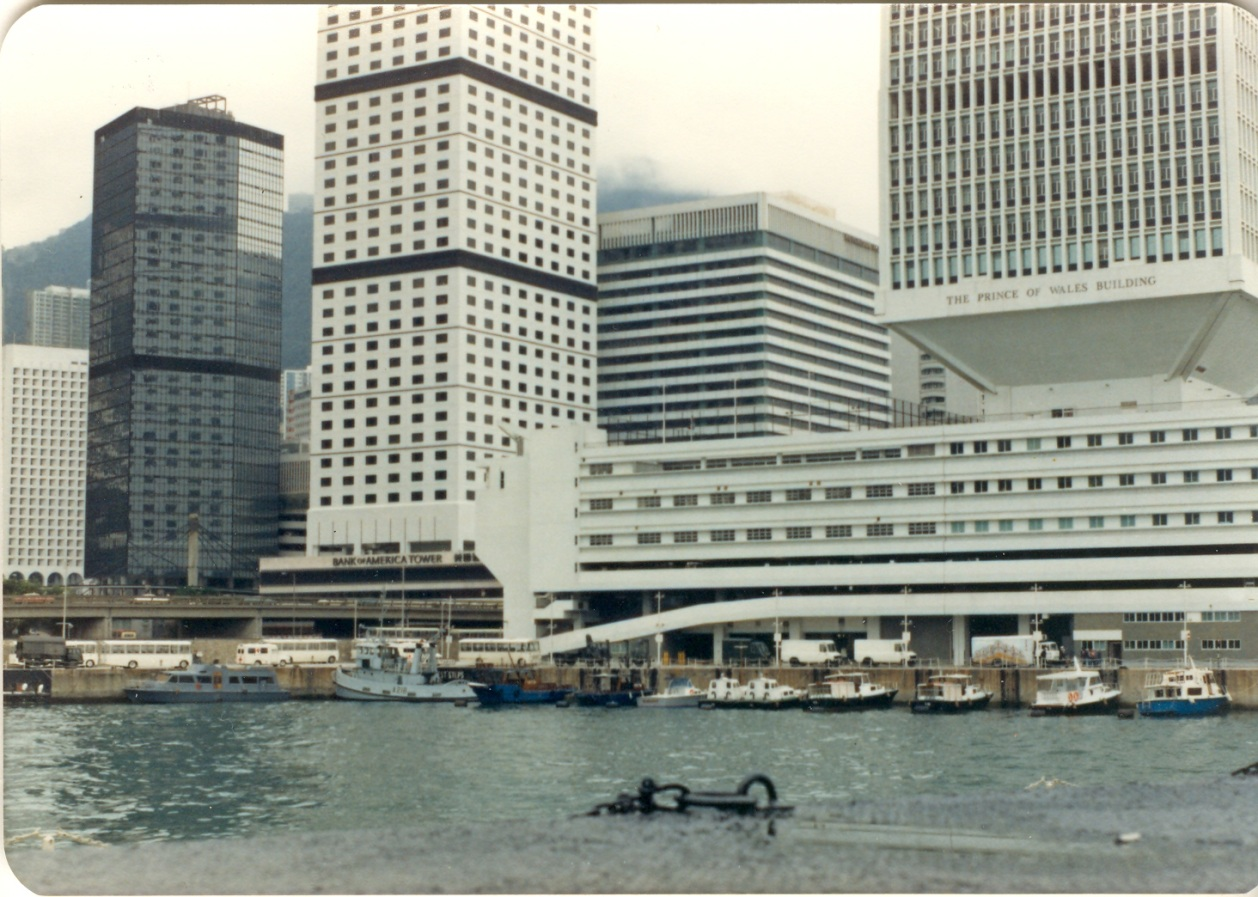 THE PRINCE OF WALES BUILDING
BANK OF AMERICA TOWER